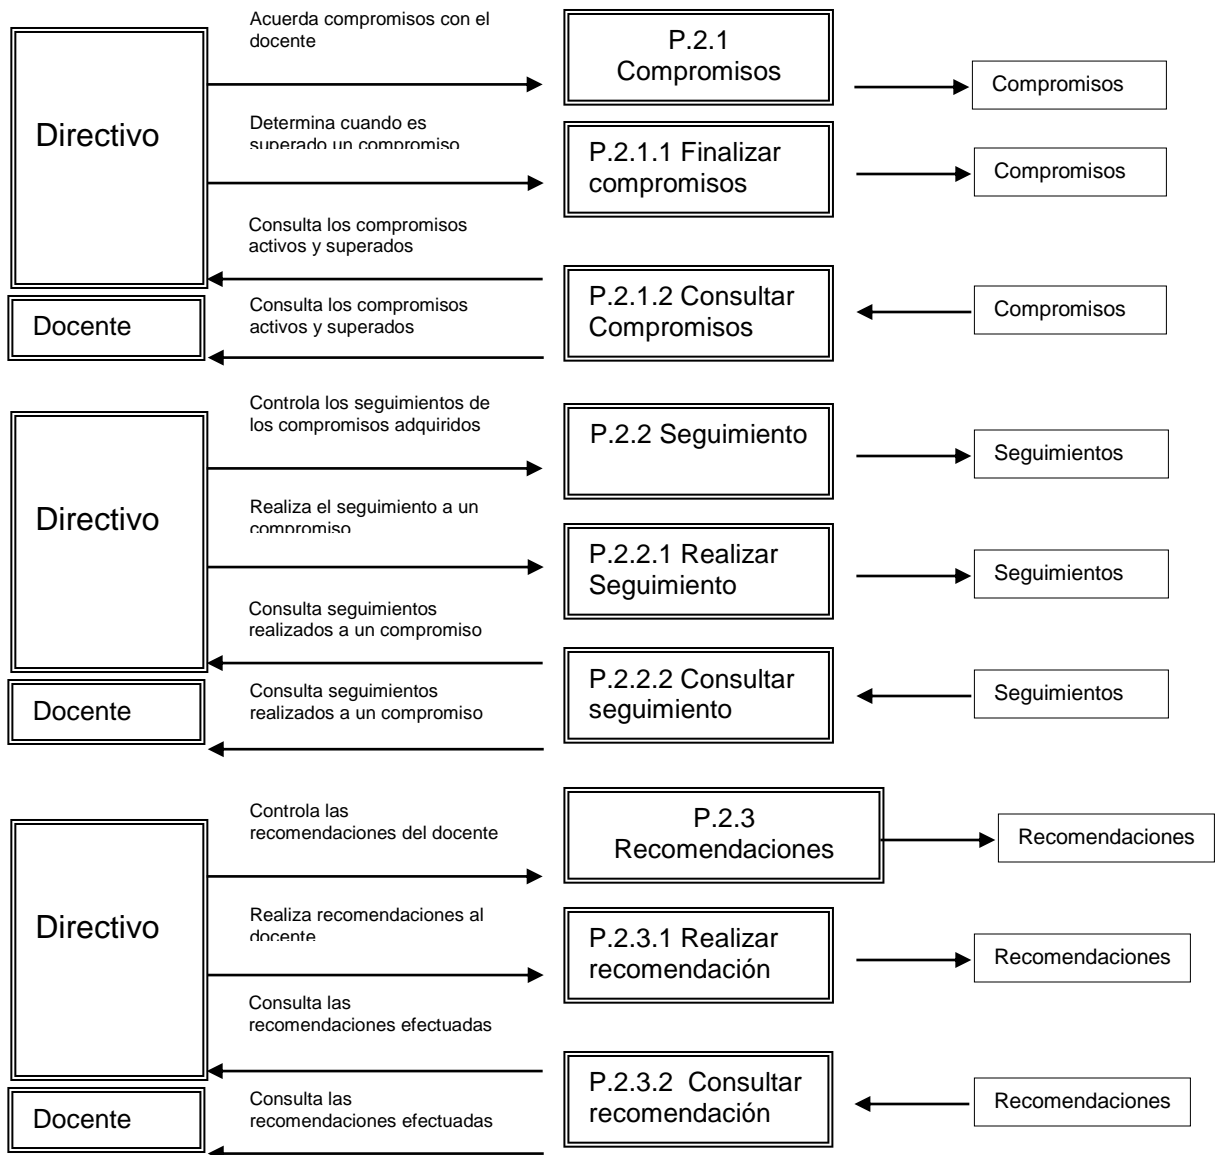 Acuerda compromisos con el
docente
P.2.1
Compromisos
Compromisos
Directivo
Determina cuando es
superado un compromiso
P.2.1.1 Finalizar
compromisos
Compromisos
Consulta los compromisos
activos y superados
P.2.1.2 Consultar
Compromisos
Compromisos
Docente
Consulta los compromisos
activos y superados
Controla los seguimientos de
los compromisos adquiridos
P.2.2 Seguimiento
Seguimientos
Directivo
Realiza el seguimiento a un
compromiso
P.2.2.1 Realizar
Seguimiento
Seguimientos
Consulta seguimientos
realizados a un compromiso
P.2.2.2 Consultar
seguimiento
Seguimientos
Docente
Consulta seguimientos
realizados a un compromiso
Controla las
recomendaciones del docente
P.2.3
Recomendaciones
Recomendaciones
Directivo
Realiza recomendaciones al
docente
P.2.3.1 Realizar
recomendación
Recomendaciones
Consulta las
recomendaciones efectuadas
P.2.3.2 Consultar
recomendación
Recomendaciones
Docente
Consulta las
recomendaciones efectuadas